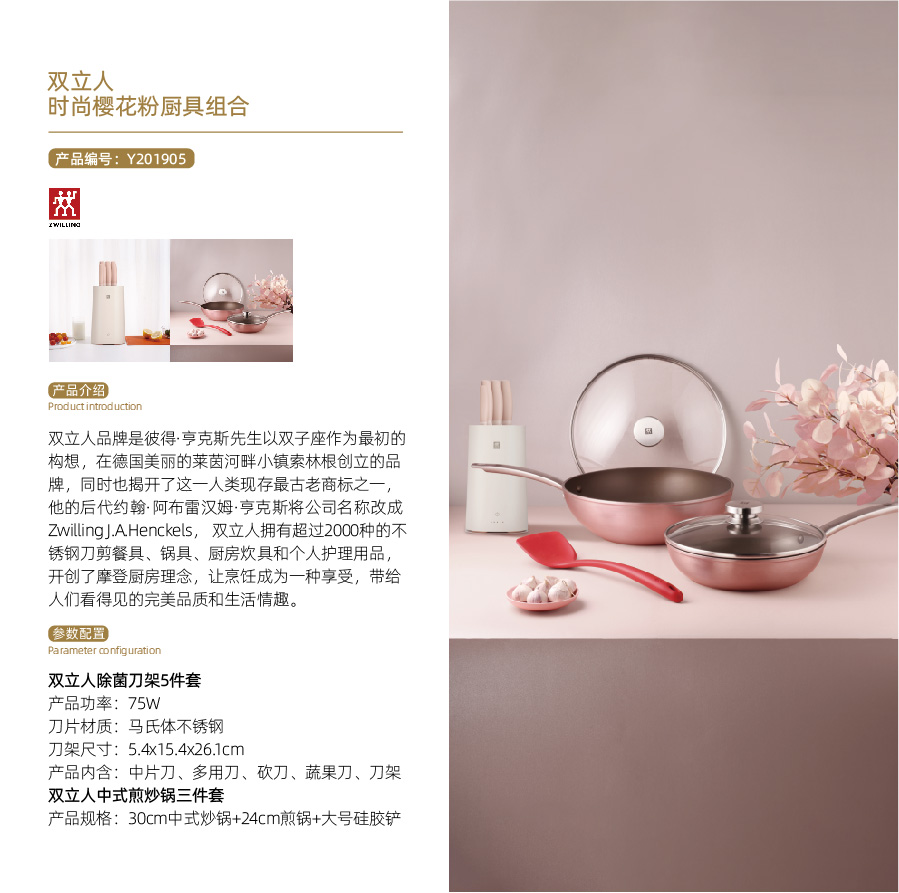 双立人
时尚樱花粉厨具组合
产品编号：Y201905
ZWILLING
产品介绍
Product introduction
双立人品牌是彼得·亨克斯先生以双子座作为最初的
构想，在德国美丽的莱茵河畔小镇索林根创立的品
牌，同时也揭开了这一人类现存最古老商标之一，
他的后代约翰·阿布雷汉姆·亨克斯将公司名称改成
Zwilling J.A.Henckels， 双立人拥有超过2000种的不
锈钢刀剪餐具、锅具、厨房炊具和个人护理用品，
开创了摩登厨房理念，让烹饪成为一种享受，带给
人们看得见的完美品质和生活情趣。
参数配置
Parameter configuration
双立人除菌刀架5件套
产品功率：75W
刀片材质：马氏体不锈钢
刀架尺寸：5.4x15.4x26.1cm
产品内含：中片刀、多用刀、砍刀、蔬果刀、刀架
双立人中式煎炒锅三件套
产品规格：30cm中式炒锅+24cm煎锅+大号硅胶铲